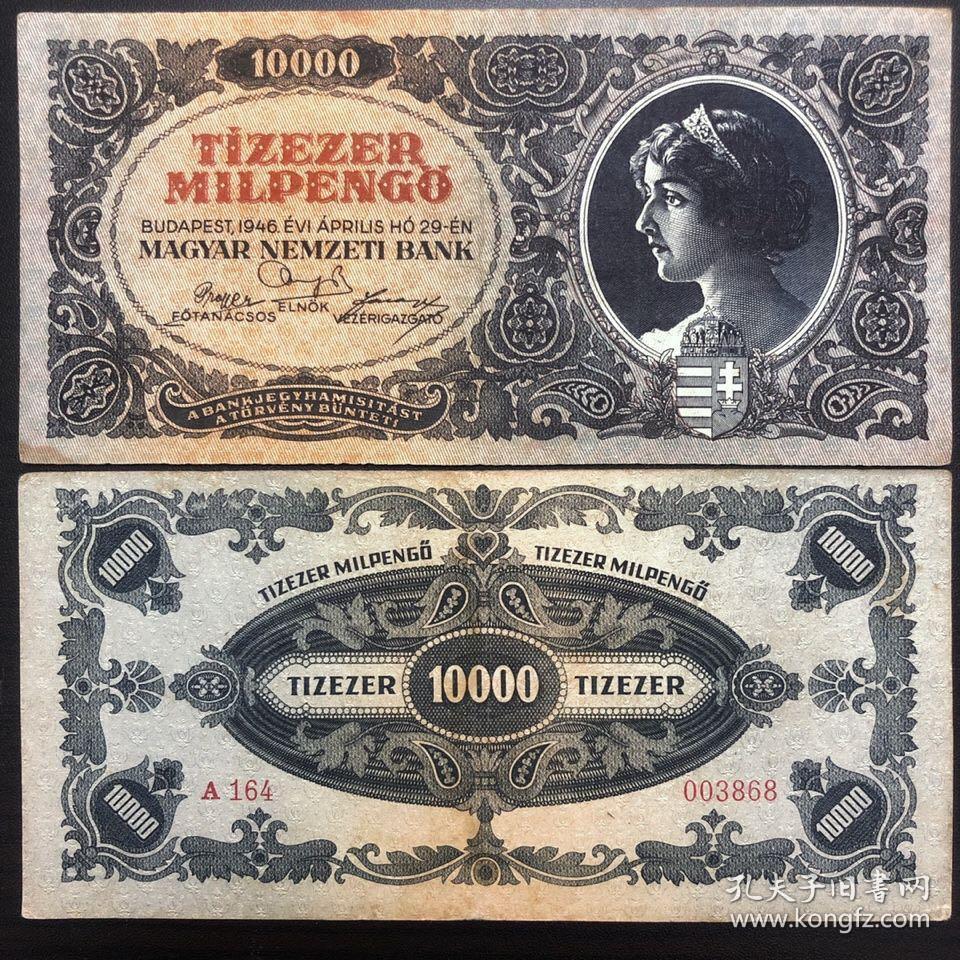 10000
TÍZEZER
MILPENGŐ
BUDAPEST, 1946. ÉVI ÁPRILIS HÓ 29-ÉN
MAGYAR NEMZETI BANK
ELNÖK
FŐTANÁCSOS
VEZÉRIGAZGATÓ
A BANKJEGYHAMISITÁST
A TÖRVÉNY BÜNTETI
10000
10000
TIZEZER MILPENGŐ
TIZEZER MILPENGŐ
TIZEZER
10000
TIZEZER
A 164
003868
10000
10000
孔夫子旧书网
www.kongfz.com